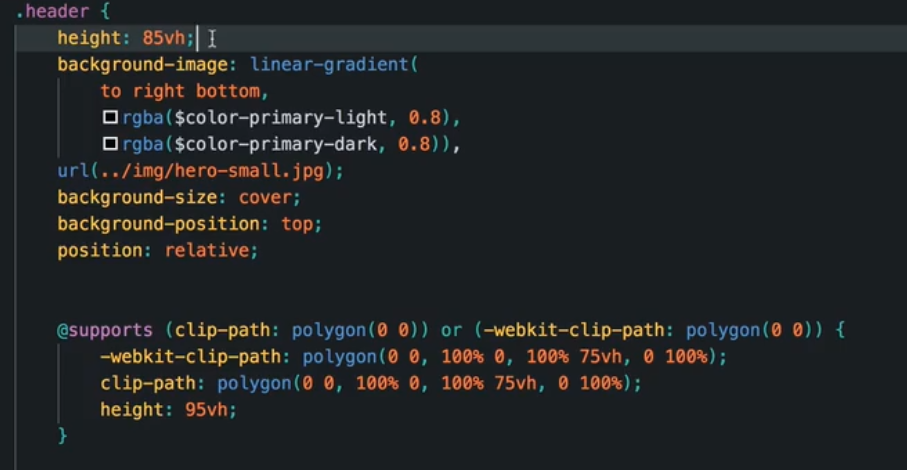 .header {
height: 85vh;
background-image: linear-gradient(
to right bottom,
rgba($color-primary-light, 0.8),
rgba($color-primary-dark, 0.8)),
url(../img/hero-small.jpg);
background-size: cover;
background-position: top;
position: relative;
@supports (clip-path: polygon(0 0)) or (-webkit-clip-path: polygon(0 0)) {
-webkit-clip-path: polygon(0 0, 100% 0, 100% 75vh, 0 100%);
clip-path: polygon(0 0, 100% 0, 100% 75vh, 0 100%);
height: 95vh;
}